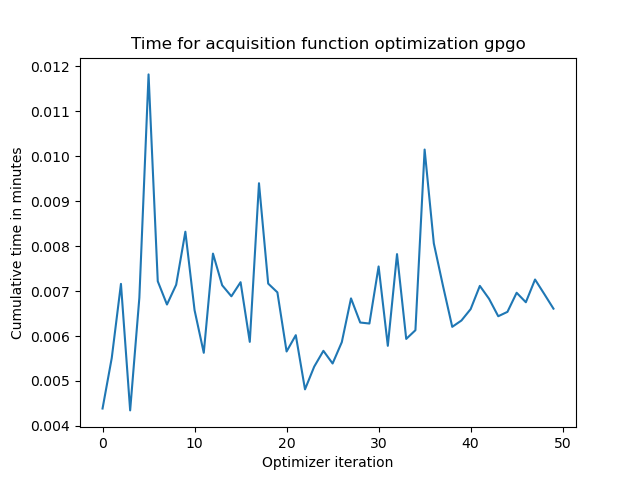 Time for acquisition function optimization gpgo
Cumulative time in minutes
0.012
0.011
0.010
0.009
0.008
0.007
0.006
0.005
0.004
0 10 20 30 40 50
Optimizer iteration